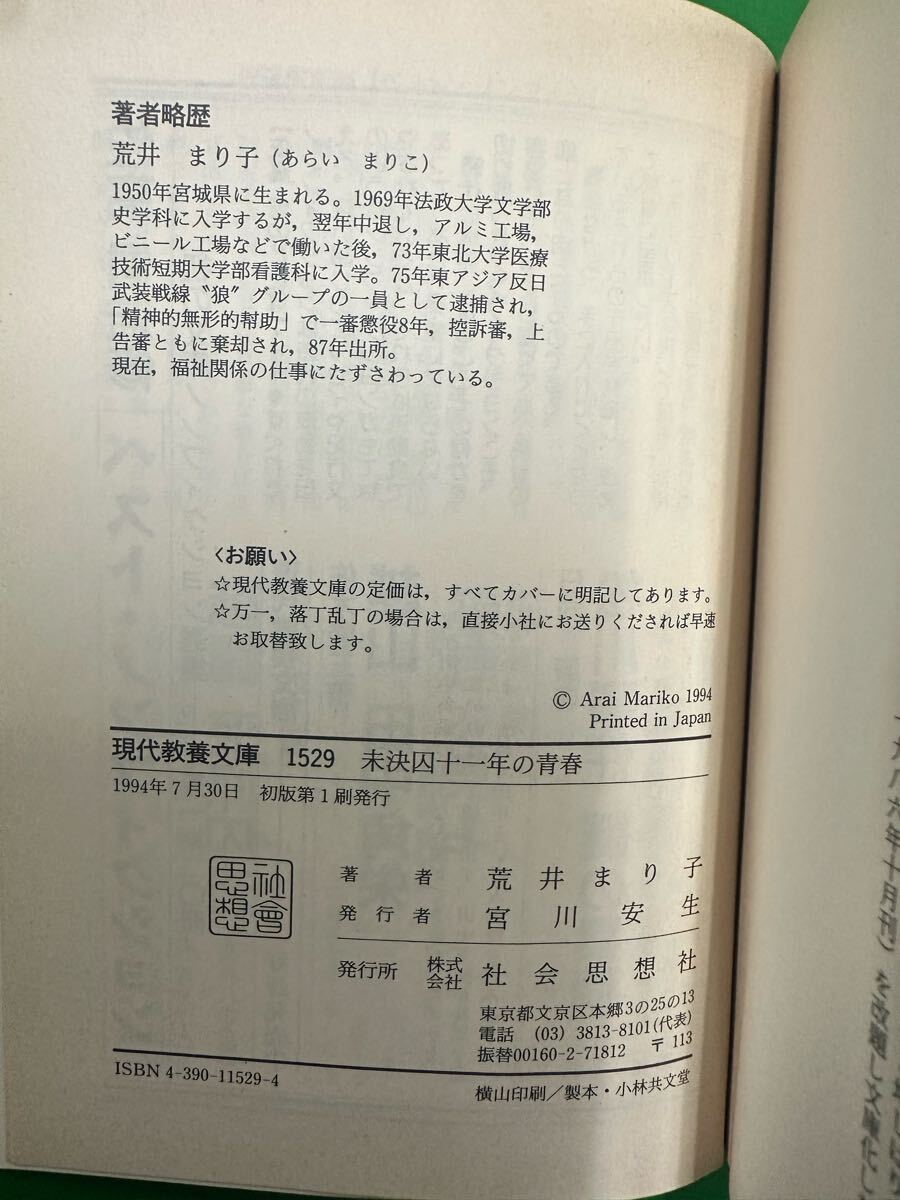 著者略歴
荒井 まり子(あらい まりこ)
1950年宮城県に生まれる。1969年法政大学文学部
史学科に入学するが，翌年中退し，アルミ工場，
ビニール工場などで働いた後，73年東北大学医療
技術短期大学部看護科に入学。75年東アジア反日
武装戦線〝狼〞グループの一員として逮捕され，
「精神的無形的幇助」で一審懲役8年，控訴審，上
告審ともに棄却され，87年出所。
現在，福祉関係の仕事にたずさわっている。
〈お願い〉
☆現代教養文庫の定価は，すべてカバーに明記してあります。
☆万一，落丁乱丁の場合は，直接小社にお送りくだされば早速
お取替致します。
© Arai Mariko 1994
Printed in Japan
現代教養文庫 1529 未決囚十一年の青春
1994年7月30日 初版第1刷発行
社會思想
著者 荒井まり子
発行者 宮川安生
発行所 株式会社 社会思想社
東京都文京区本郷3の25の13
電話 (03) 3813-8101(代表)
振替00160-2-71812 〒113
ISBN 4-390-11529-4
横山印刷／製本・小林共文堂
八六年十月刊）